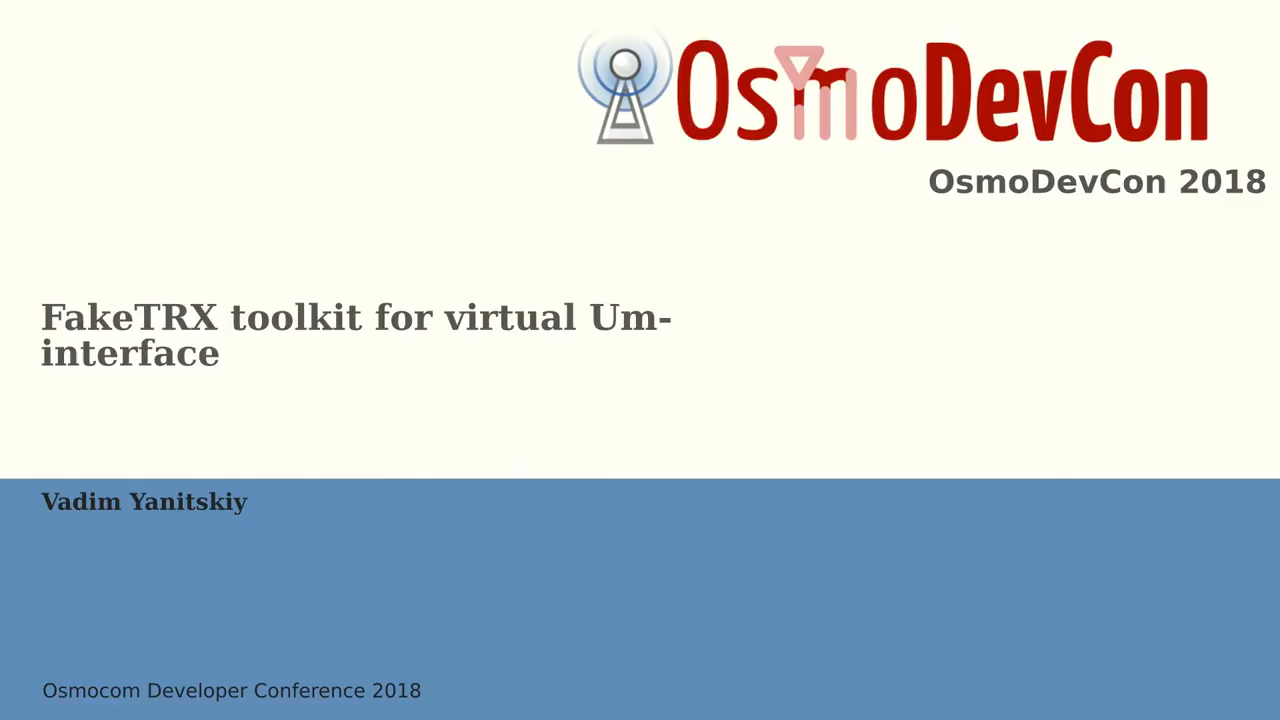 OsmoDevCon
OsmoDevCon 2018
FakeTRX toolkit for virtual Um-
interface
Vadim Yanitskiy
Osmocom Developer Conference 2018